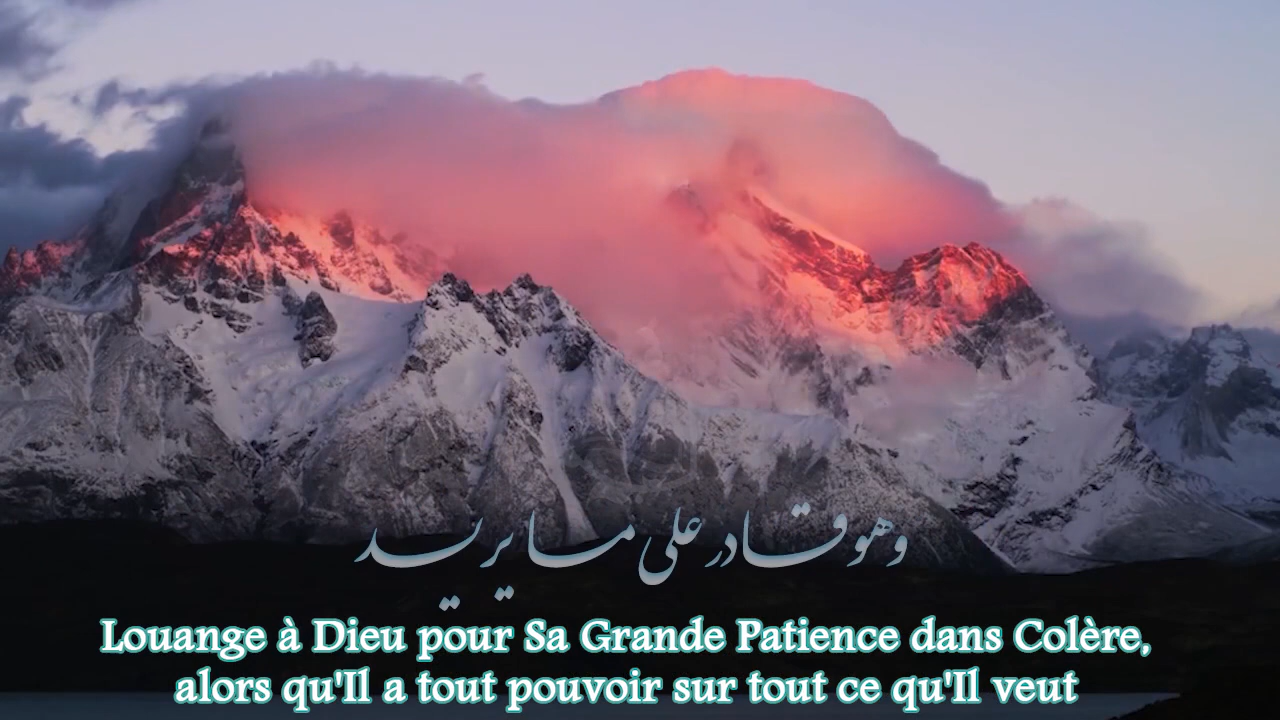 وهو قادر على ما يريد
Louange à Dieu pour Sa Grande Patience dans Colère,
alors qu'Il a tout pouvoir sur tout ce qu'Il veut